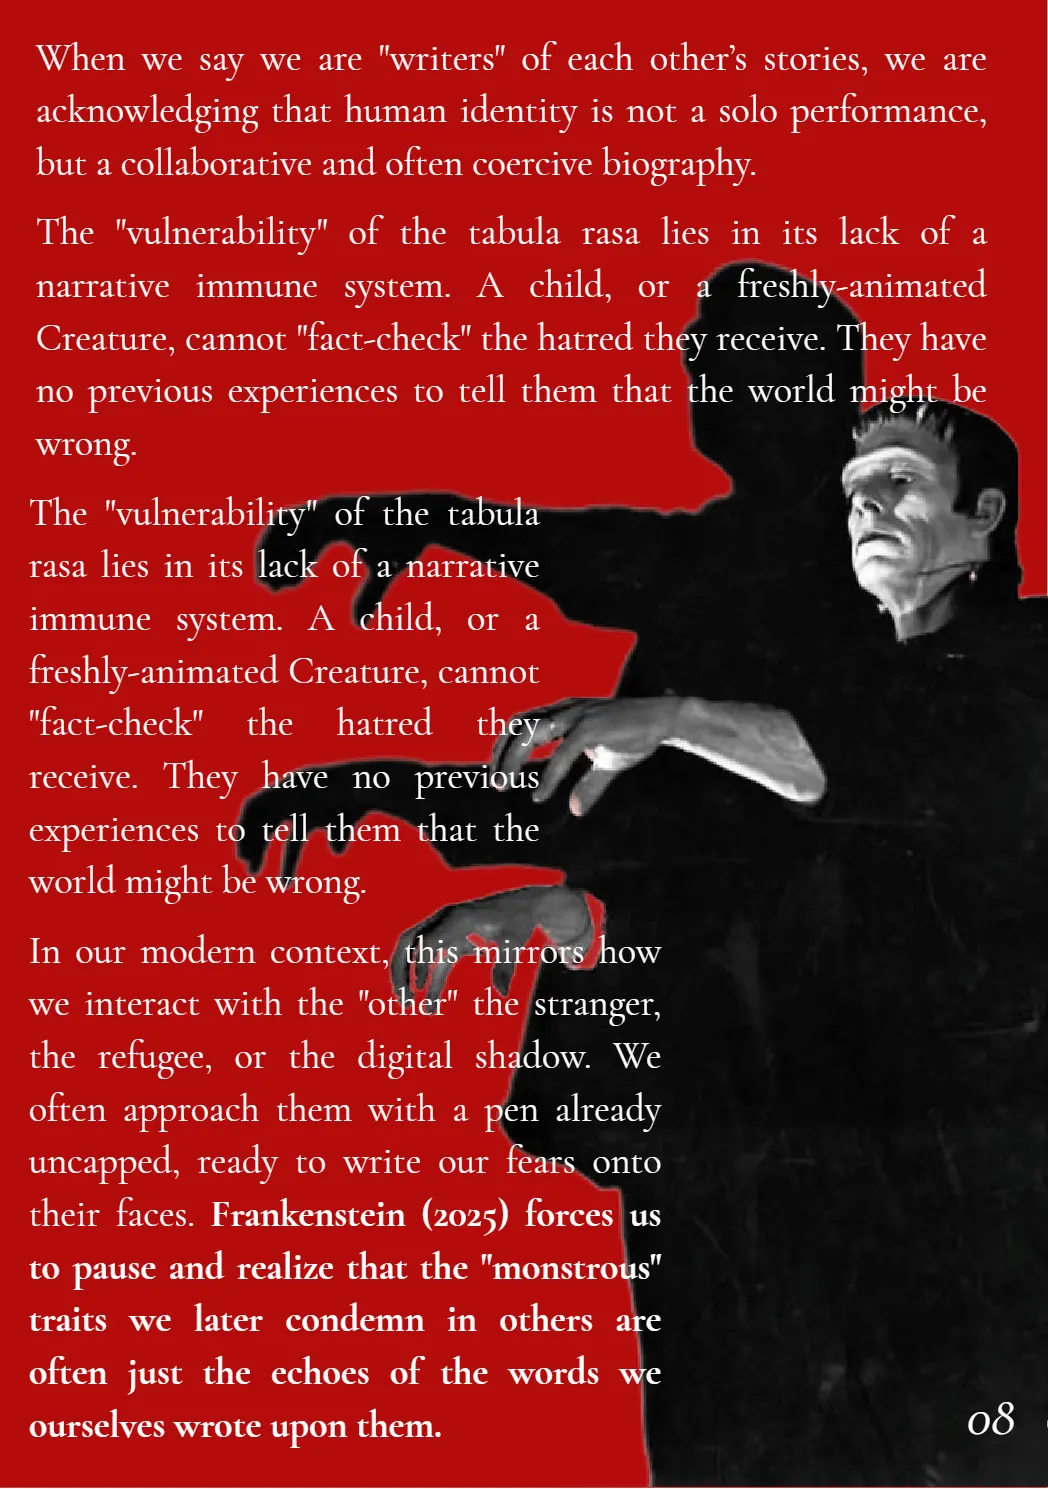 When we say we are "writers" of each other’s stories, we are
acknowledging that human identity is not a solo performance,
but a collaborative and often coercive biography.
The "vulnerability" of the tabula rasa lies in its lack of a
narrative immune system. A child, or a freshly-animated
Creature, cannot "fact-check" the hatred they receive. They have
no previous experiences to tell them that the world might be
wrong.
The "vulnerability" of the tabula
rasa lies in its lack of a narrative
immune system. A child, or a
freshly-animated Creature, cannot
"fact-check" the hatred they
receive. They have no previous
experiences to tell them that the
world might be wrong.
In our modern context, this mirrors how
we interact with the "other" the stranger,
the refugee, or the digital shadow. We
often approach them with a pen already
uncapped, ready to write our fears onto
their faces. Frankenstein (2025) forces us
to pause and realize that the "monstrous"
traits we later condemn in others are
often just the echoes of the words we
ourselves wrote upon them.
08